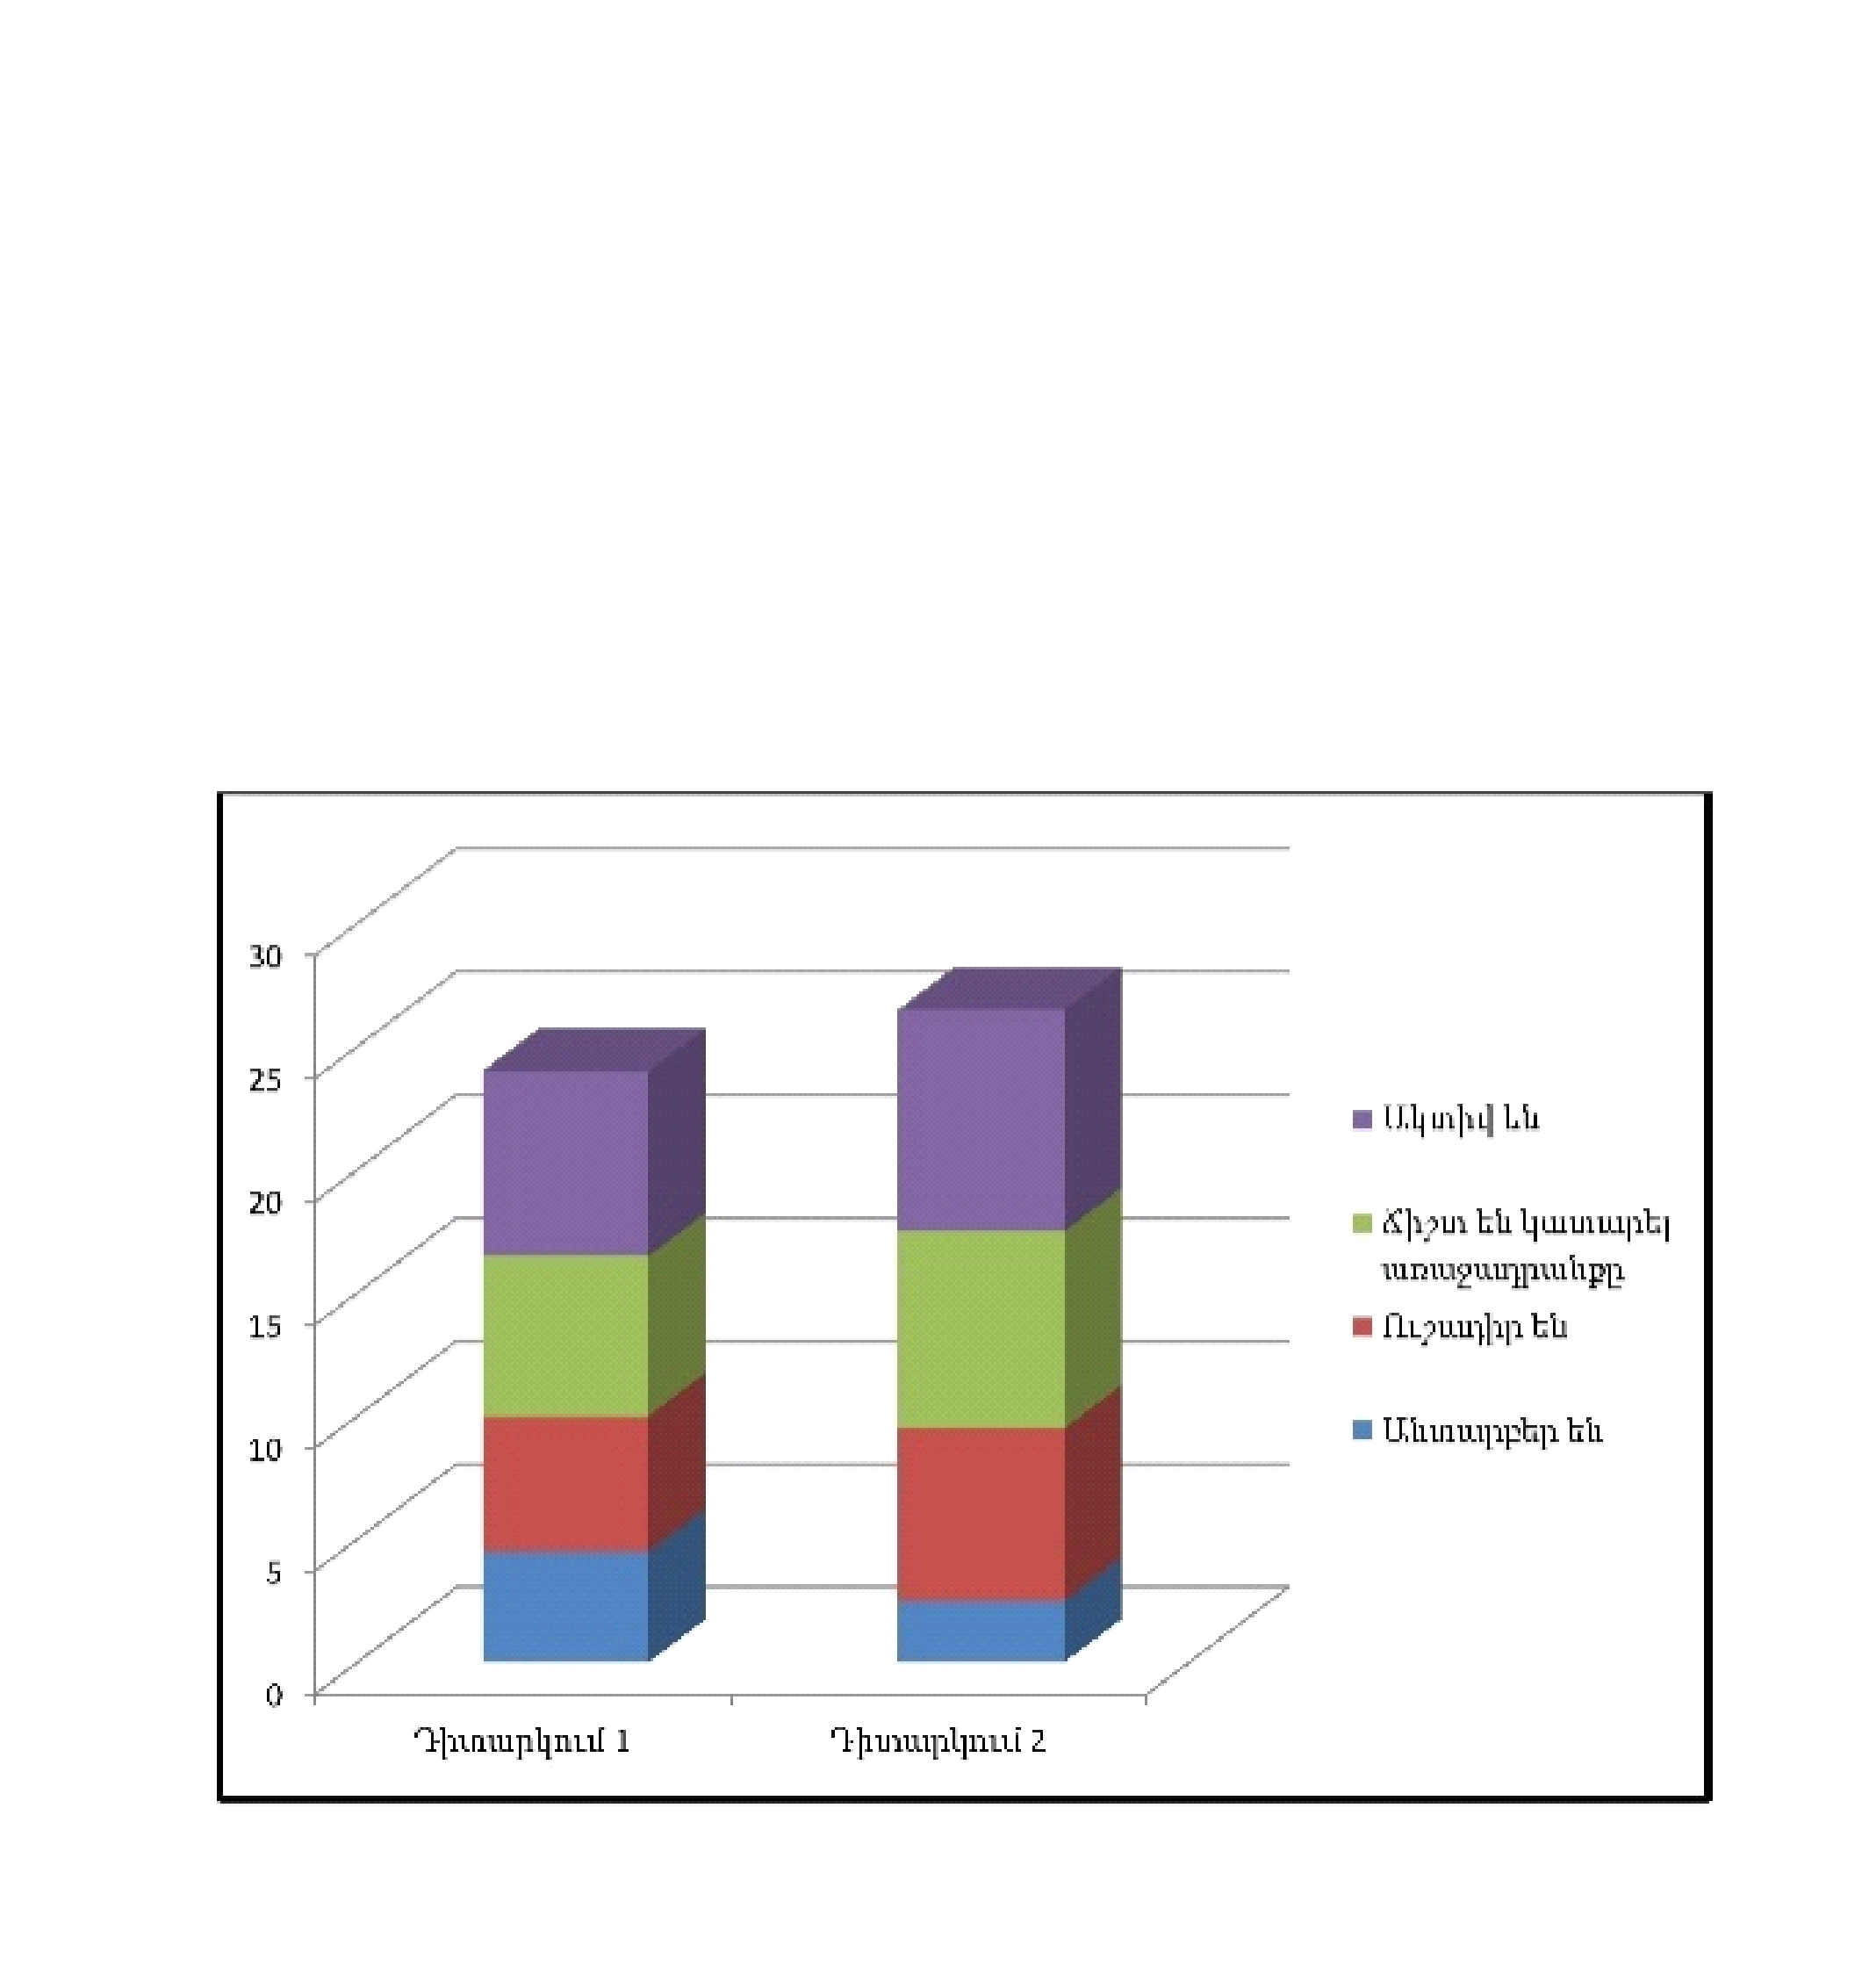 30
25
20
15
10
5
0
Դիտարկում 1
Դիտարկում 2
Ակտիվ են
Ճիշտ են կատարել
առաջադրանքը
Ուշադիր են
Անտարբեր են